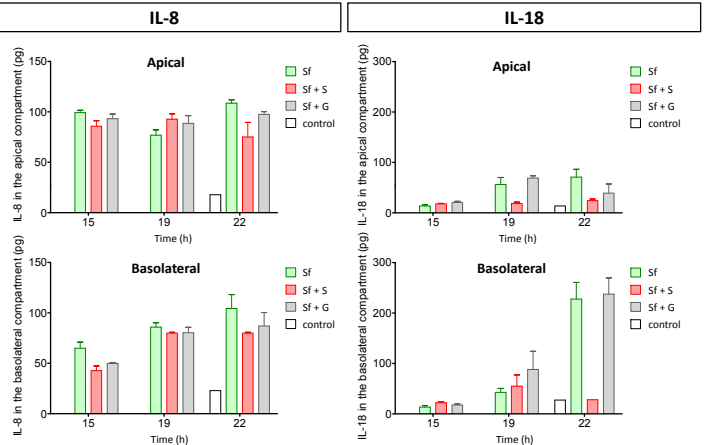 IL-8
IL-18
Apical
IL-8 in the apical compartment (pg)
150
100
50
0
15
19
22
Time (h)
Sf
Sf + S
Sf + G
control
Apical
IL-18 in the apical compartment (pg)
300
200
100
0
15
19
22
Time (h)
Sf
Sf + S
Sf + G
control
Basolateral
IL-8 in the basolateral compartment (pg)
150
100
50
0
15
19
22
Time (h)
Sf
Sf + S
Sf + G
control
Basolateral
IL-18 in the basolateral compartment (pg)
300
200
100
0
15
19
22
Time (h)
Sf
Sf + S
Sf + G
control